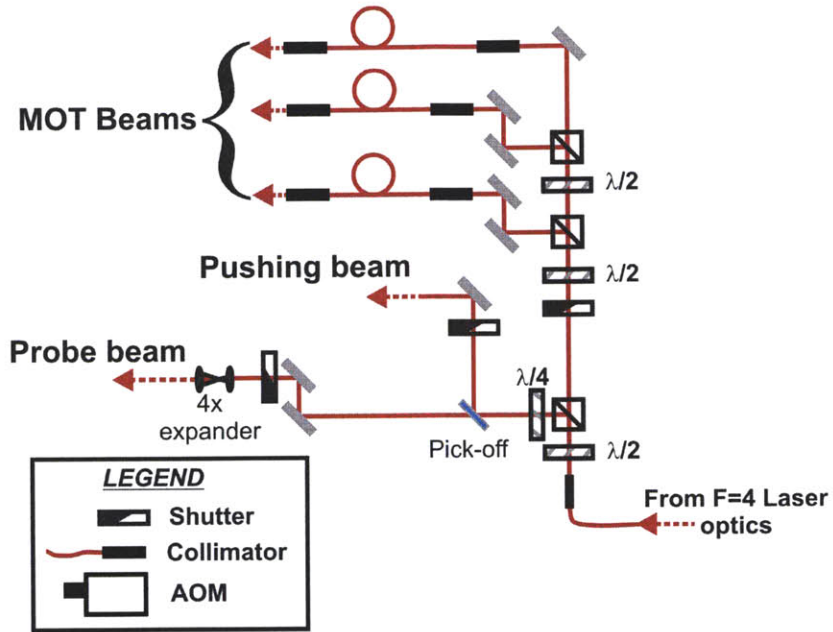 MOT Beams
λ/2
λ/2
Pushing beam
Probe beam
4x
expander
λ/4
Pick-off
λ/2
From F=4 Laser
optics
LEGEND
Shutter
Collimator
AOM